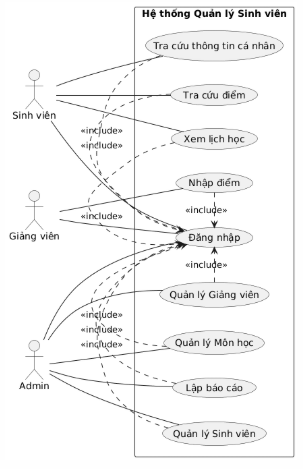 Hệ thống Quản lý Sinh viên
Tra cứu thông tin cá nhân
Tra cứu điểm
Sinh viên
«include»
Xem lịch học
«include»
Nhập điểm
«include»
«include»
Giảng viên
Đăng nhập
«include»
Quản lý Giảng viên
«include»
«include»
Quản lý Môn học
«include»
Admin
Lập báo cáo
Quản lý Sinh viên